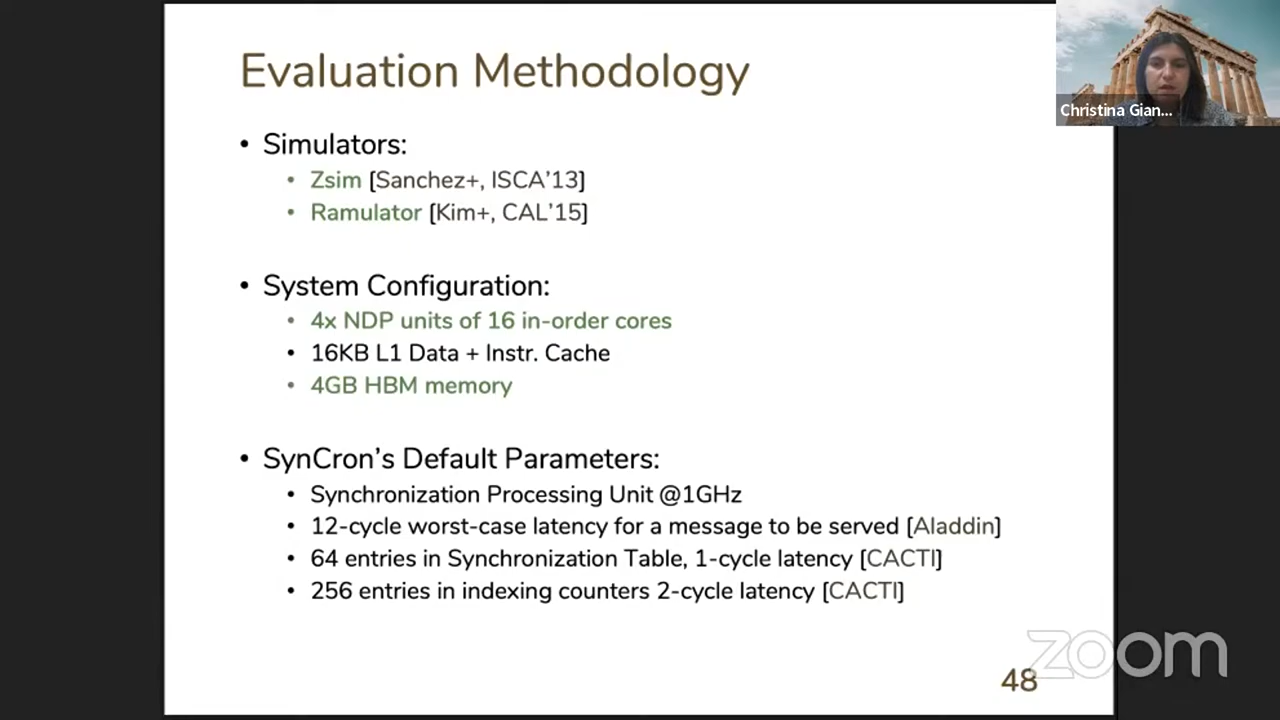 Evaluation Methodology
Christina Gian...
• Simulators:
• Zsim [Sanchez+, ISCA'13]
• Ramulator [Kim+, CAL'15]
• System Configuration:
• 4x NDP units of 16 in-order cores
• 16KB L1 Data + Instr. Cache
• 4GB HBM memory
• SynCron's Default Parameters:
• Synchronization Processing Unit @1GHz
• 12-cycle worst-case latency for a message to be served [Aladdin]
• 64 entries in Synchronization Table, 1-cycle latency [CACTI]
• 256 entries in indexing counters 2-cycle latency [CACTI]
zoom
48